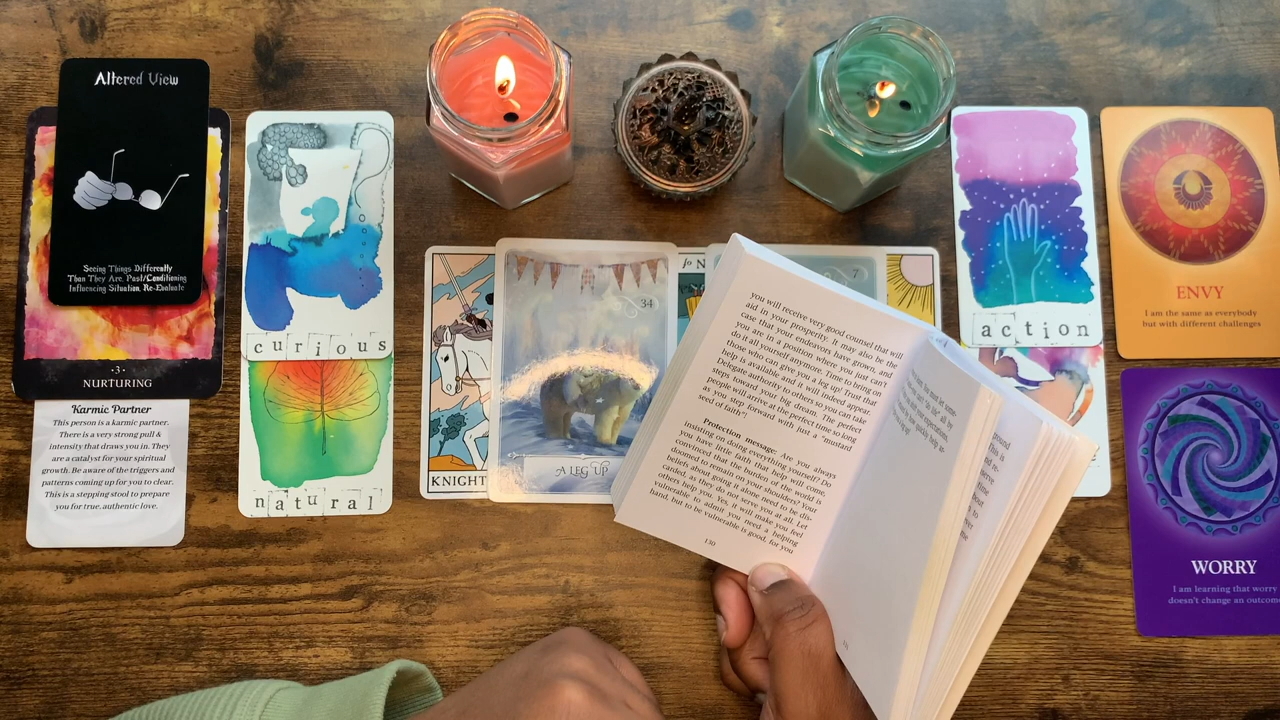 Altered View
Seeing Things Differently
Than They Are, Past/Conditioning
Influencing Situation, Re-Evaluate
·3·
NURTURING
Karmic Partner
This person is a karmic partner.
There is a very strong pull &
intensity that draws you in. They
are a catalyst for your spiritual
growth. Be aware of the triggers and
patterns coming up for you to clear.
This is a stepping stool to prepare
you for true, authentic love.
curious
natural
KNIGHT
34
A LEG UP
of
7
you will receive very good counsel that will
aid in your prosperity. It may also be the
case that your endeavors have grown, and
you are in a position where you just can't
do it all yourself anymore. Time to bring on
those who can give you a leg up! Trust that
help is available, and it will indeed appear.
Delegate authority to others so you can take
steps toward your big dream. The perfect
people will arrive at the perfect time so long
as you step forward with just a "mustard
seed of faith".
Protection message: Are you always
insisting on doing everything yourself? Do
you have little faith that help will come,
convinced that the burden of the world is
doomed to remain on your shoulders? Your
beliefs about going it alone need to be dis-
carded, as they do not serve you at all. Let
others help you. Yes, it will make you feel
vulnerable to admit you need a helping
hand, but to be vulnerable is good, for you
130
action
ENVY
I am the same as everybody
but with different challenges
WORRY
I am learning that worry
doesn't change an outcom